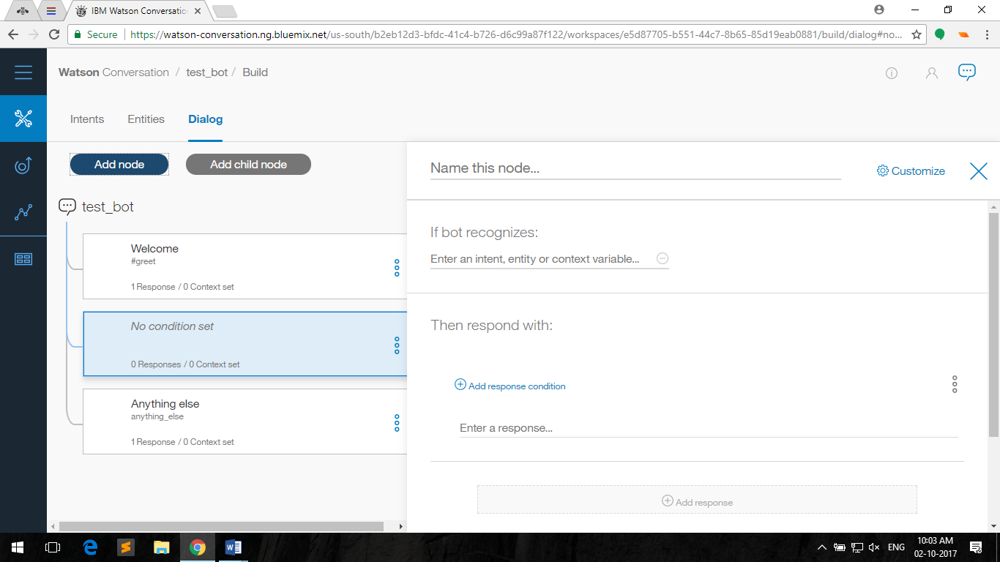 IBM Watson Conversatio
Secure https://watson-conversation.ng.bluemix.net/us-south/b2eb12d3-bfdc-41c4-b726-d6c99a87f122/workspaces/e5d87705-b551-44c7-8b65-85d19eab0881/build/dialog#no...
Watson Conversation / test_bot / Build
Intents Entities Dialog
Add node Add child node
test_bot
Welcome
#greet
1 Response / 0 Context set
No condition set
0 Responses / 0 Context set
Anything else
anything_else
1 Response / 0 Context set
Name this node...
Customize
If bot recognizes:
Enter an intent, entity or context variable...
Then respond with:
Add response condition
Enter a response...
Add response
ENG
10:03 AM
02-10-2017